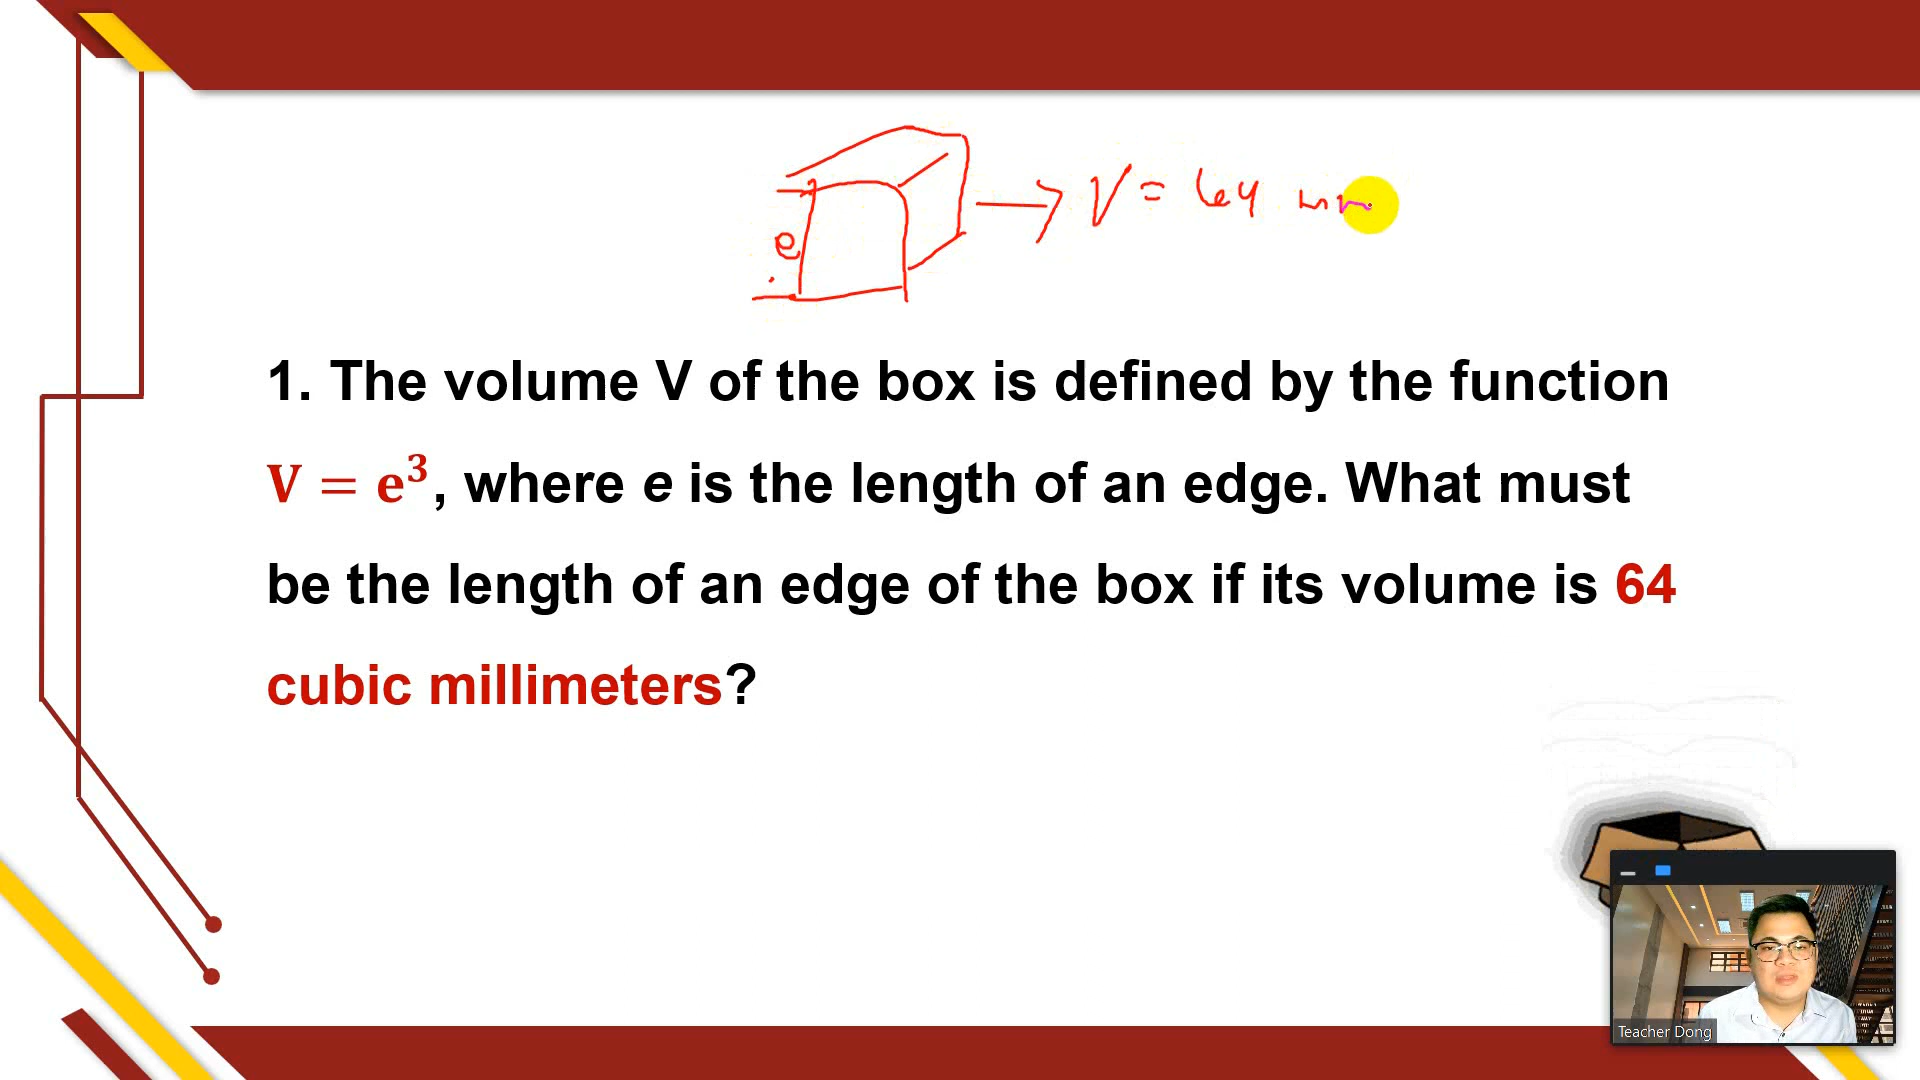 V = 64 mm
e
1. The volume V of the box is defined by the function
V = e³, where e is the length of an edge. What must
be the length of an edge of the box if its volume is 64
cubic millimeters?
Teacher Dong